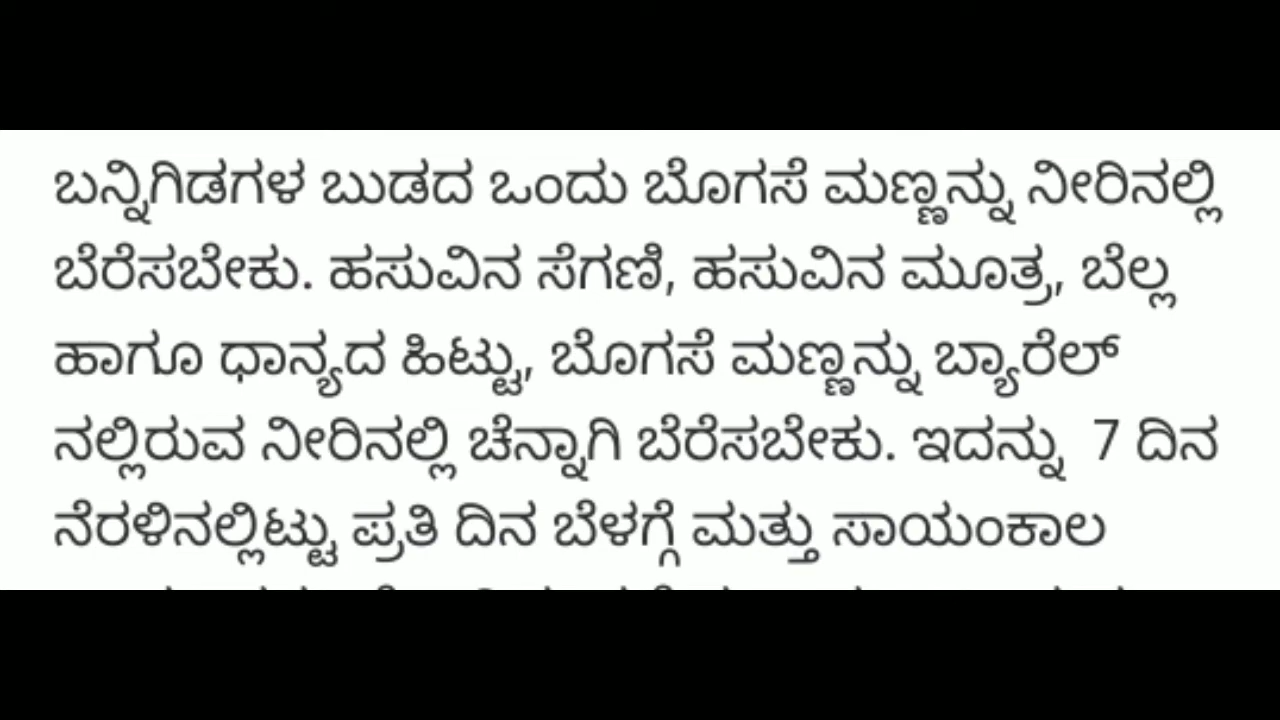 ಬನ್ನಿಗಿಡಗಳ ಬುಡದ ಒಂದು ಬೊಗಸೆ ಮಣ್ಣನ್ನು ನೀರಿನಲ್ಲಿ
ಬೆರೆಸಬೇಕು. ಹಸುವಿನ ಸೆಗಣಿ, ಹಸುವಿನ ಮೂತ್ರ, ಬೆಲ್ಲ
ಹಾಗೂ ಧಾನ್ಯದ ಹಿಟ್ಟು, ಬೊಗಸೆ ಮಣ್ಣನ್ನು ಬ್ಯಾರೆಲ್
ನಲ್ಲಿರುವ ನೀರಿನಲ್ಲಿ ಚೆನ್ನಾಗಿ ಬೆರೆಸಬೇಕು. ಇದನ್ನು 7 ದಿನ
ನೆರಳಿನಲ್ಲಿಟ್ಟು ಪ್ರತಿ ದಿನ ಬೆಳಗ್ಗೆ ಮತ್ತು ಸಾಯಂಕಾಲ